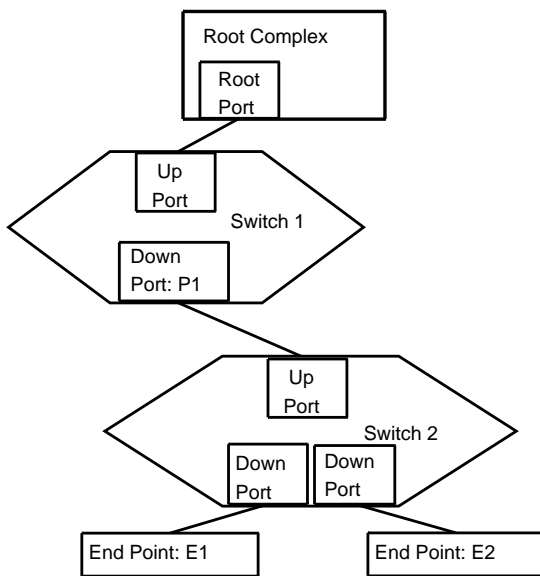 Root Complex
Root
Port
Up
Port
Switch 1
Down
Port: P1
Up
Port
Switch 2
Down
Port
Down
Port
End Point: E1
End Point: E2